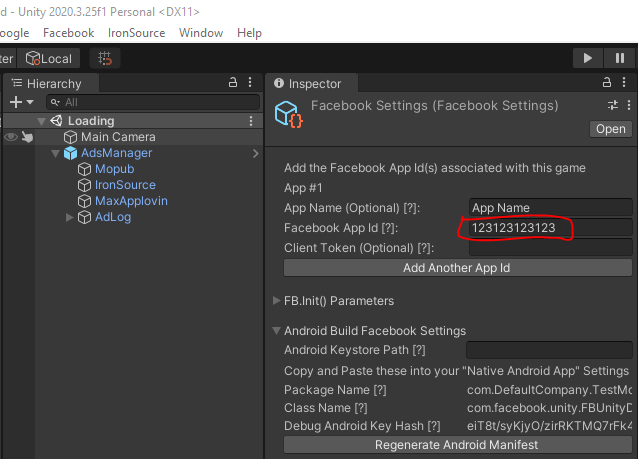 d - Unity 2020.3.25f1 Personal <DX11>
oogle Facebook IronSource Window Help
ter Local
Hierarchy
All
Loading
Main Camera
AdsManager
Mopub
IronSource
MaxApplovin
AdLog
Inspector
Facebook Settings (Facebook Settings)
Open
Add the Facebook App Id(s) associated with this game
App #1
App Name (Optional) [?]: App Name
Facebook App Id [?]: 123123123123
Client Token (Optional) [?]:
Add Another App Id
FB.Init() Parameters
Android Build Facebook Settings
Android Keystore Path [?]
Copy and Paste these into your "Native Android App" Settings
Package Name [?] com.DefaultCompany.TestMo
Class Name [?] com.facebook.unity.FBUnityD
Debug Android Key Hash [?] eiT8t/syKjyO/zirRKTMQ7rFk4
Regenerate Android Manifest